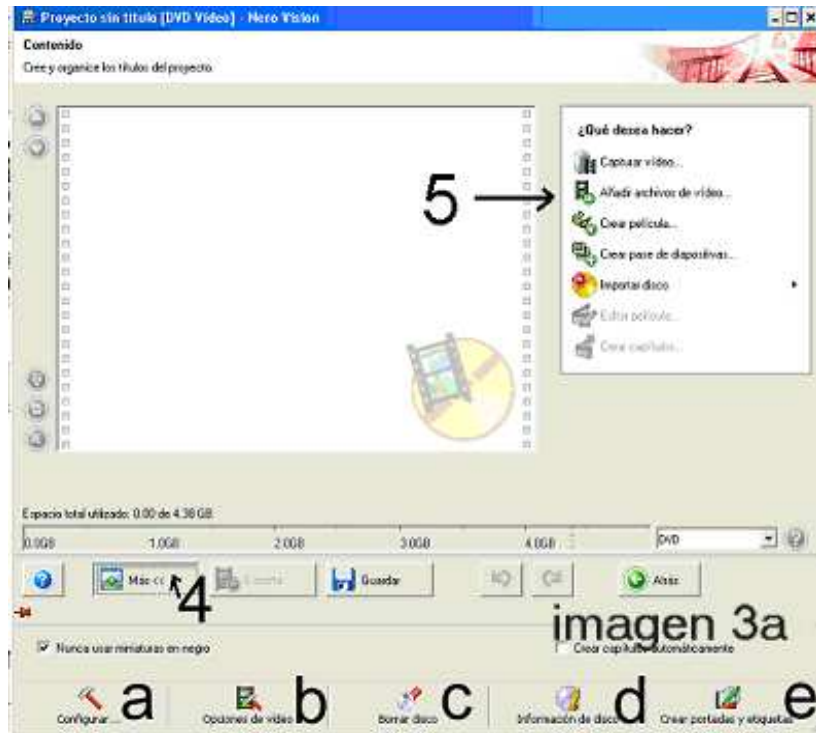 Proyecto sin título [DVD-Vídeo] - Nero Vision
Contenido
Cree y organice los títulos del proyecto.
¿Qué desea hacer?
Capturar vídeo...
5
Añadir archivos de vídeo...
Crear película...
Crear pase de diapositivas...
Importar disco
Editar película...
Crear capítulos...
Espacio total utilizado: 0.00 de 4.38 GB
0.0GB 1.0GB 2.0GB 3.0GB 4.0GB DVD
Más << Guardar Atrás
4
imagen 3a
Nunca usar miniaturas en negro Crear capítulos automáticamente
a b c d e
Configurar ... Opciones de vídeo Borrar disco Información de disco Crear portadas y etiquetas